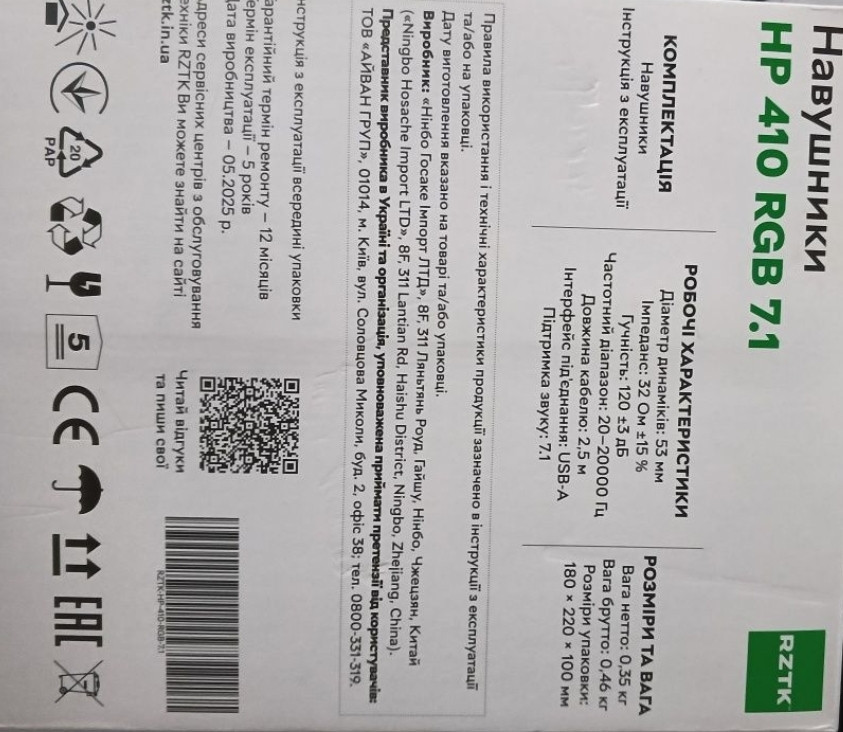 Навушники
HP 410 RGB 7.1
RZTK
КОМПЛЕКТАЦІЯ
Навушники
Інструкція з експлуатації
РОБОЧІ ХАРАКТЕРИСТИКИ
Діаметр динаміків: 53 мм
Імпеданс: 32 Ом ±15 %
Гучність: 120 ±3 дБ
Частотний діапазон: 20–20000 Гц
Довжина кабелю: 2,5 м
Інтерфейс під'єднання: USB-A
Підтримка звуку: 7.1
РОЗМІРИ ТА ВАГА
Вага нетто: 0,35 кг
Вага брутто: 0,46 кг
Розміри упаковки:
180 × 220 × 100 мм
Правила використання і технічні характеристики продукції зазначено в інструкції з експлуатації
та/або на упаковці.
Дату виготовлення вказано на товарі та/або упаковці.
Виробник: «Нінбо Госаке Імпорт ЛТД», 8F, 311 Ляньтянь Роуд, Гайшу, Нінбо, Чжецзян, Китай
(«Ningbo Hosache Import LTD», 8F, 311 Lantian Rd, Haishu District, Ningbo, Zhejiang, China).
Представник виробника в Україні та організація, уповноважена приймати претензії від користувачів:
ТОВ «АЙВАН ГРУП», 01014, м. Київ, вул. Соловцова Миколи, буд. 2, офіс 38; тел. 0800-331-319.
нструкція з експлуатації всередині упаковки
арантійний термін ремонту – 12 місяців
ермін експлуатації – 5 років
ата виробництва – 05.2025 р.
дреси сервісних центрів з обслуговування
ехніки RZTK Ви можете знайти на сайті
ztk.in.ua
Читай відгуки
та пиши свої
RZTK-HP-410-RGB-7.1
20
PAP
5
CE
EAC